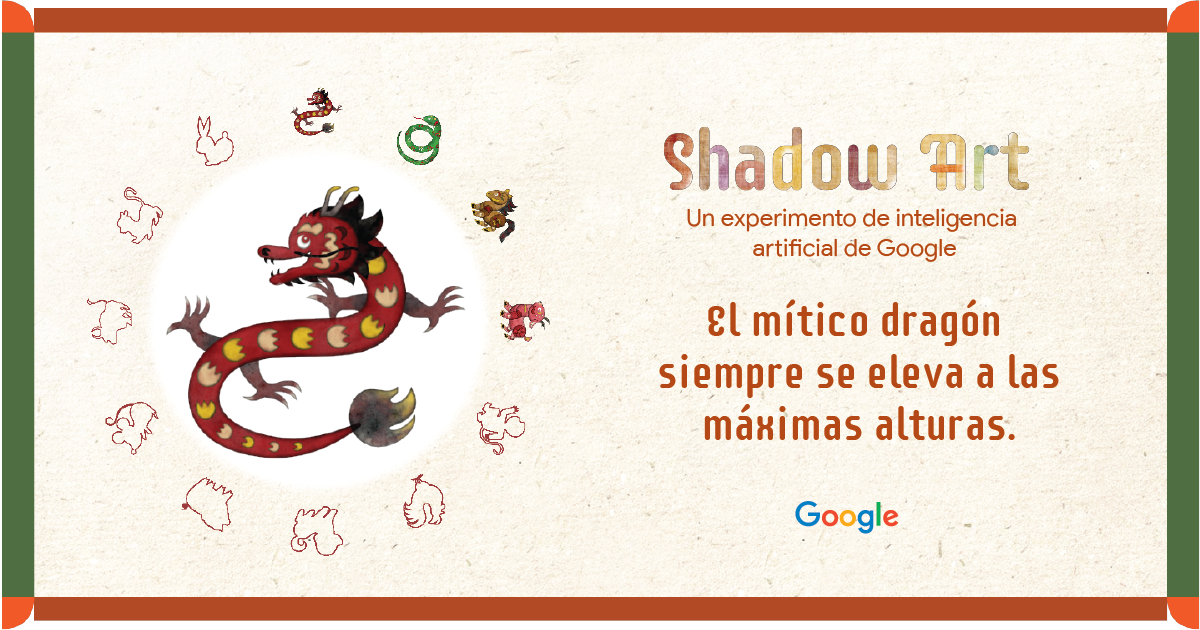 Shadow Art
Un experimento de inteligencia
artificial de Google
El mítico dragón
siempre se eleva a las
máximas alturas.
Google